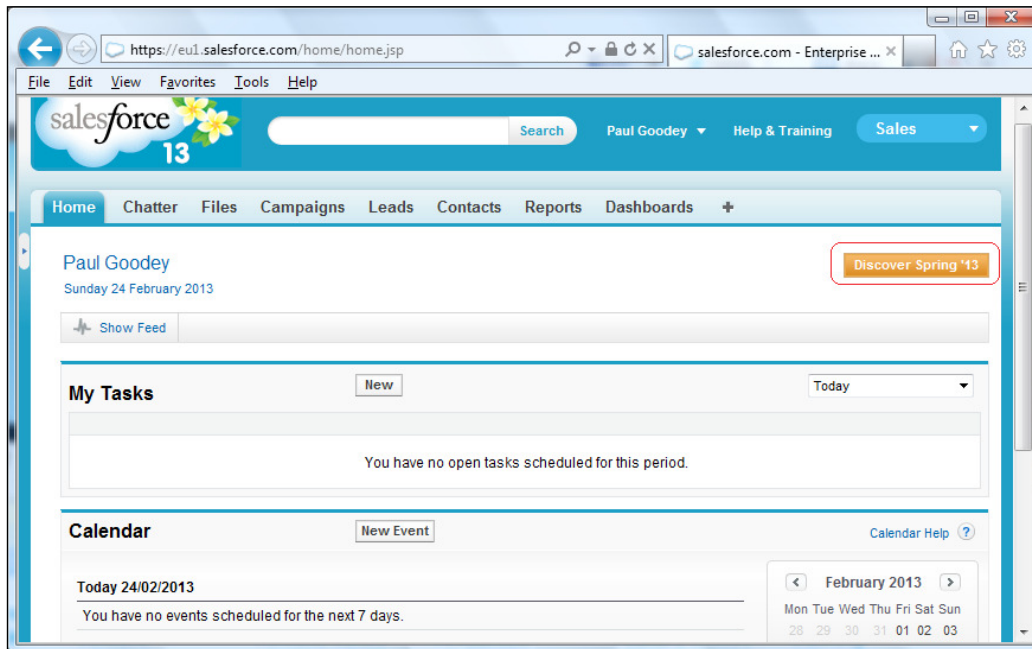 https://eu1.salesforce.com/home/home.jsp
salesforce.com - Enterprise ...
File Edit View Favorites Tools Help
salesforce
13
Search Paul Goodey Help & Training Sales
Home Chatter Files Campaigns Leads Contacts Reports Dashboards +
Paul Goodey
Discover Spring '13
Sunday 24 February 2013
Show Feed
My Tasks New Today
You have no open tasks scheduled for this period.
Calendar New Event Calendar Help ?
Today 24/02/2013
You have no events scheduled for the next 7 days.
< February 2013 >
Mon Tue Wed Thu Fri Sat Sun
28 29 30 31 01 02 03